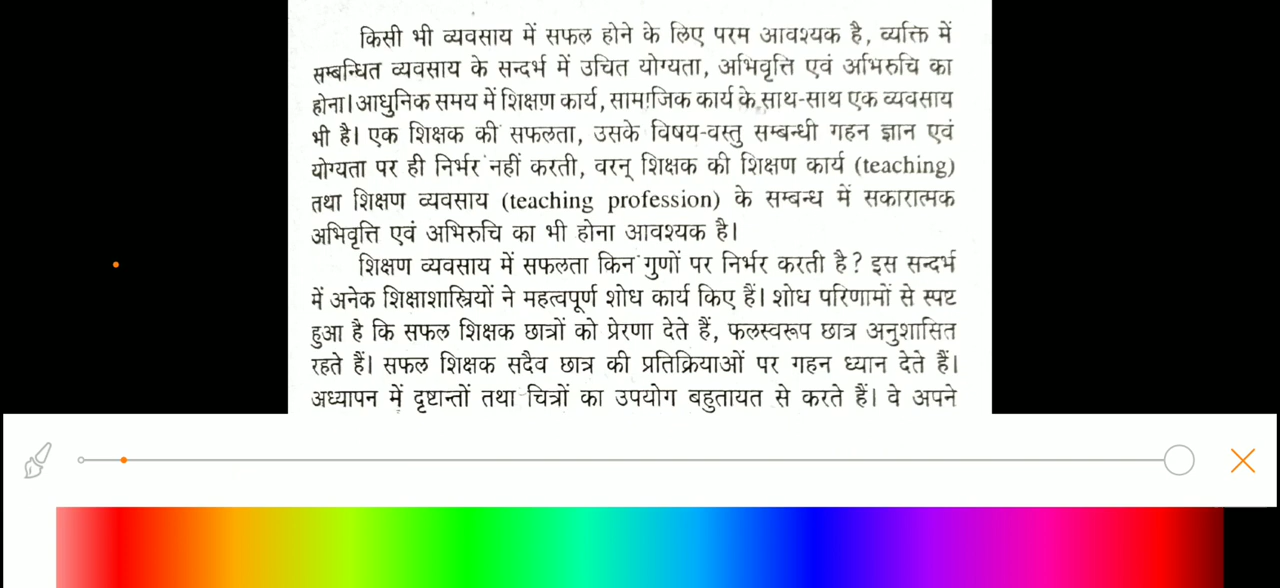 किसी भी व्यवसाय में सफल होने के लिए परम आवश्यक है, व्यक्ति में
सम्बन्धित व्यवसाय के सन्दर्भ में उचित योग्यता, अभिवृत्ति एवं अभिरुचि का
होना। आधुनिक समय में शिक्षण कार्य, सामाजिक कार्य के साथ-साथ एक व्यवसाय
भी है। एक शिक्षक की सफलता, उसके विषय-वस्तु सम्बन्धी गहन ज्ञान एवं
योग्यता पर ही निर्भर नहीं करती, वरन् शिक्षक की शिक्षण कार्य (teaching)
तथा शिक्षण व्यवसाय (teaching profession) के सम्बन्ध में सकारात्मक
अभिवृत्ति एवं अभिरुचि का भी होना आवश्यक है।
शिक्षण व्यवसाय में सफलता किन गुणों पर निर्भर करती है? इस सन्दर्भ
में अनेक शिक्षाशास्त्रियों ने महत्वपूर्ण शोध कार्य किए हैं। शोध परिणामों से स्पष्ट
हुआ है कि सफल शिक्षक छात्रों को प्रेरणा देते हैं, फलस्वरूप छात्र अनुशासित
रहते हैं। सफल शिक्षक सदैव छात्र की प्रतिक्रियाओं पर गहन ध्यान देते हैं।
अध्यापन में दृष्टान्तों तथा चित्रों का उपयोग बहुतायत से करते हैं। वे अपने